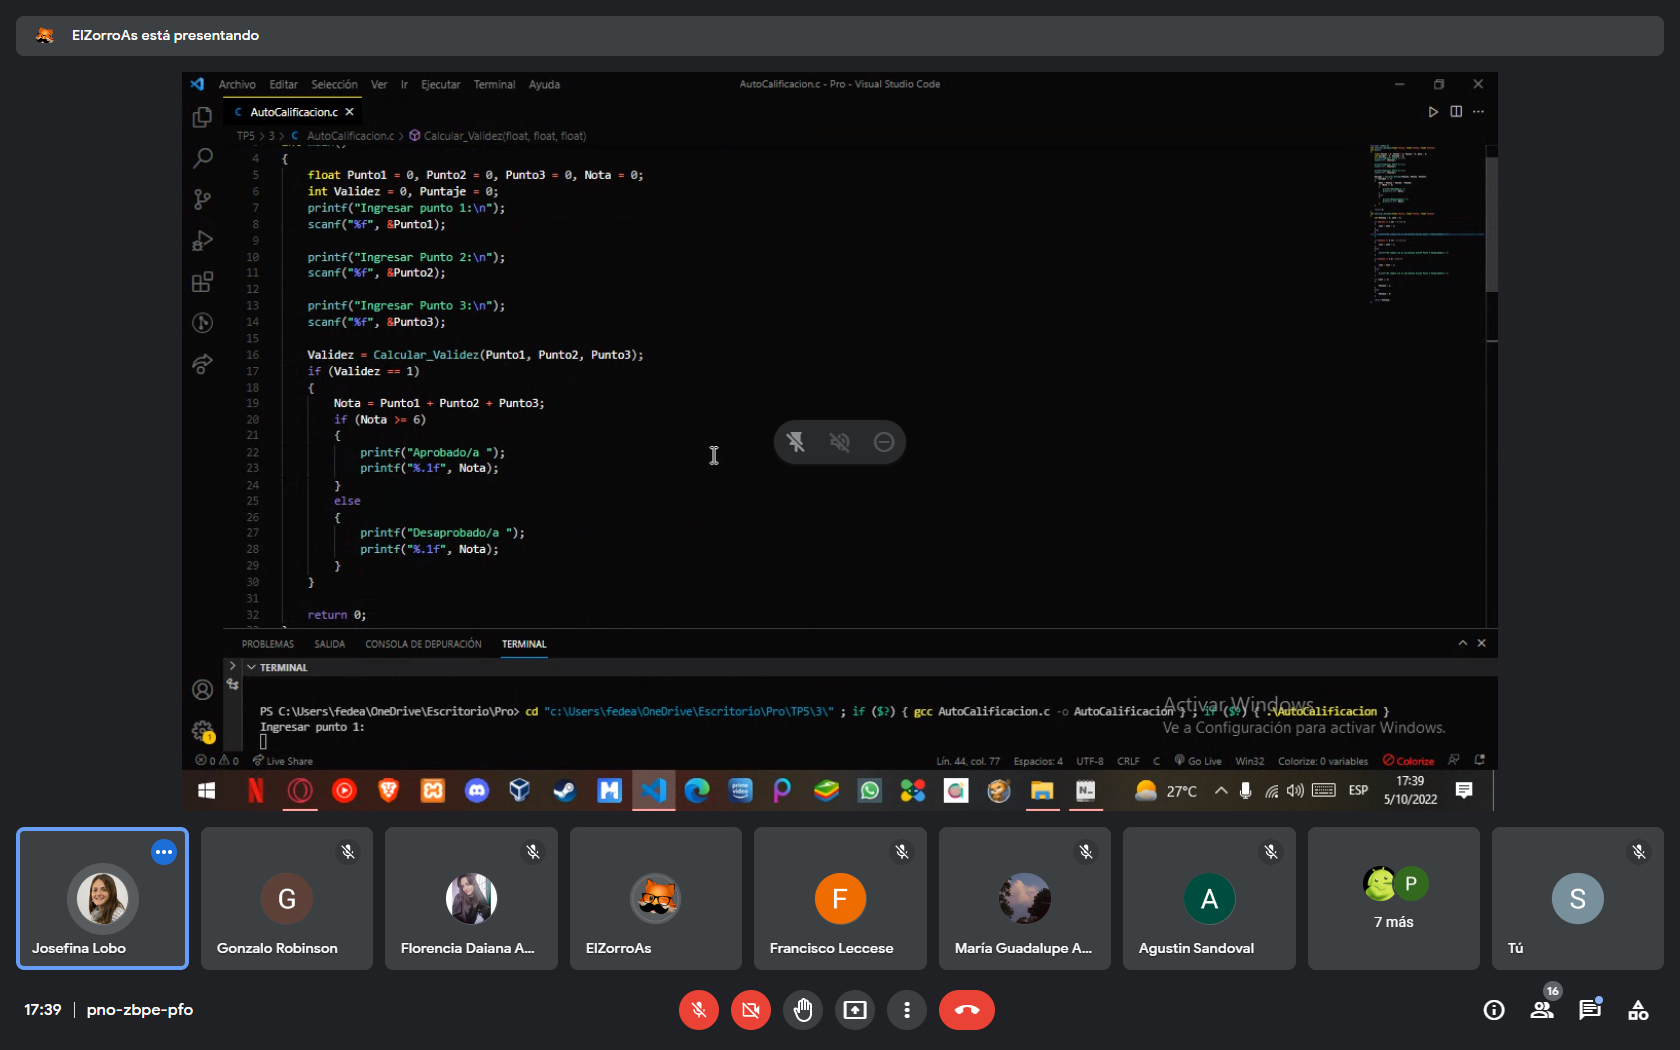 ElZorroAs está presentando
Archivo Editar Selección Ver Ir Ejecutar Terminal Ayuda
AutoCalificacion.c - Pro - Visual Studio Code
C AutoCalificacion.c
TP5 > 3 > C AutoCalificacion.c > Calcular_Validez(float, float, float)
4 {
5 float Punto1 = 0, Punto2 = 0, Punto3 = 0, Nota = 0;
6 int Validez = 0, Puntaje = 0;
7 printf("Ingresar punto 1:\n");
8 scanf("%f", &Punto1);
9
10 printf("Ingresar Punto 2:\n");
11 scanf("%f", &Punto2);
12
13 printf("Ingresar Punto 3:\n");
14 scanf("%f", &Punto3);
15
16 Validez = Calcular_Validez(Punto1, Punto2, Punto3);
17 if (Validez == 1)
18 {
19 Nota = Punto1 + Punto2 + Punto3;
20 if (Nota >= 6)
21 {
22 printf("Aprobado/a ");
23 printf("%.1f", Nota);
24 }
25 else
26 {
27 printf("Desaprobado/a ");
28 printf("%.1f", Nota);
29 }
30 }
31
32 return 0;
PROBLEMAS SALIDA CONSOLA DE DEPURACIÓN TERMINAL
TERMINAL
PS C:\Users\fedea\OneDrive\Escritorio\Pro> cd "c:\Users\fedea\OneDrive\Escritorio\Pro\TP5\3\" ; if ($?) { gcc AutoCalificacion.c -o AutoCalificacion } ; if ($?) { .\AutoCalificacion }
Ingresar punto 1:
Activar Windows
Ve a Configuración para activar Windows.
1
0 0 Live Share
Lín. 44, col. 77 Espacios: 4 UTF-8 CRLF C Go Live Win32 Colorize: 0 variables Colorize
27°C ESP
17:39
5/10/2022
Josefina Lobo
G
Gonzalo Robinson
Florencia Daiana A...
ElZorroAs
F
Francisco Leccese
María Guadalupe A...
A
Agustin Sandoval
P
7 más
S
Tú
17:39 | pno-zbpe-pfo
16